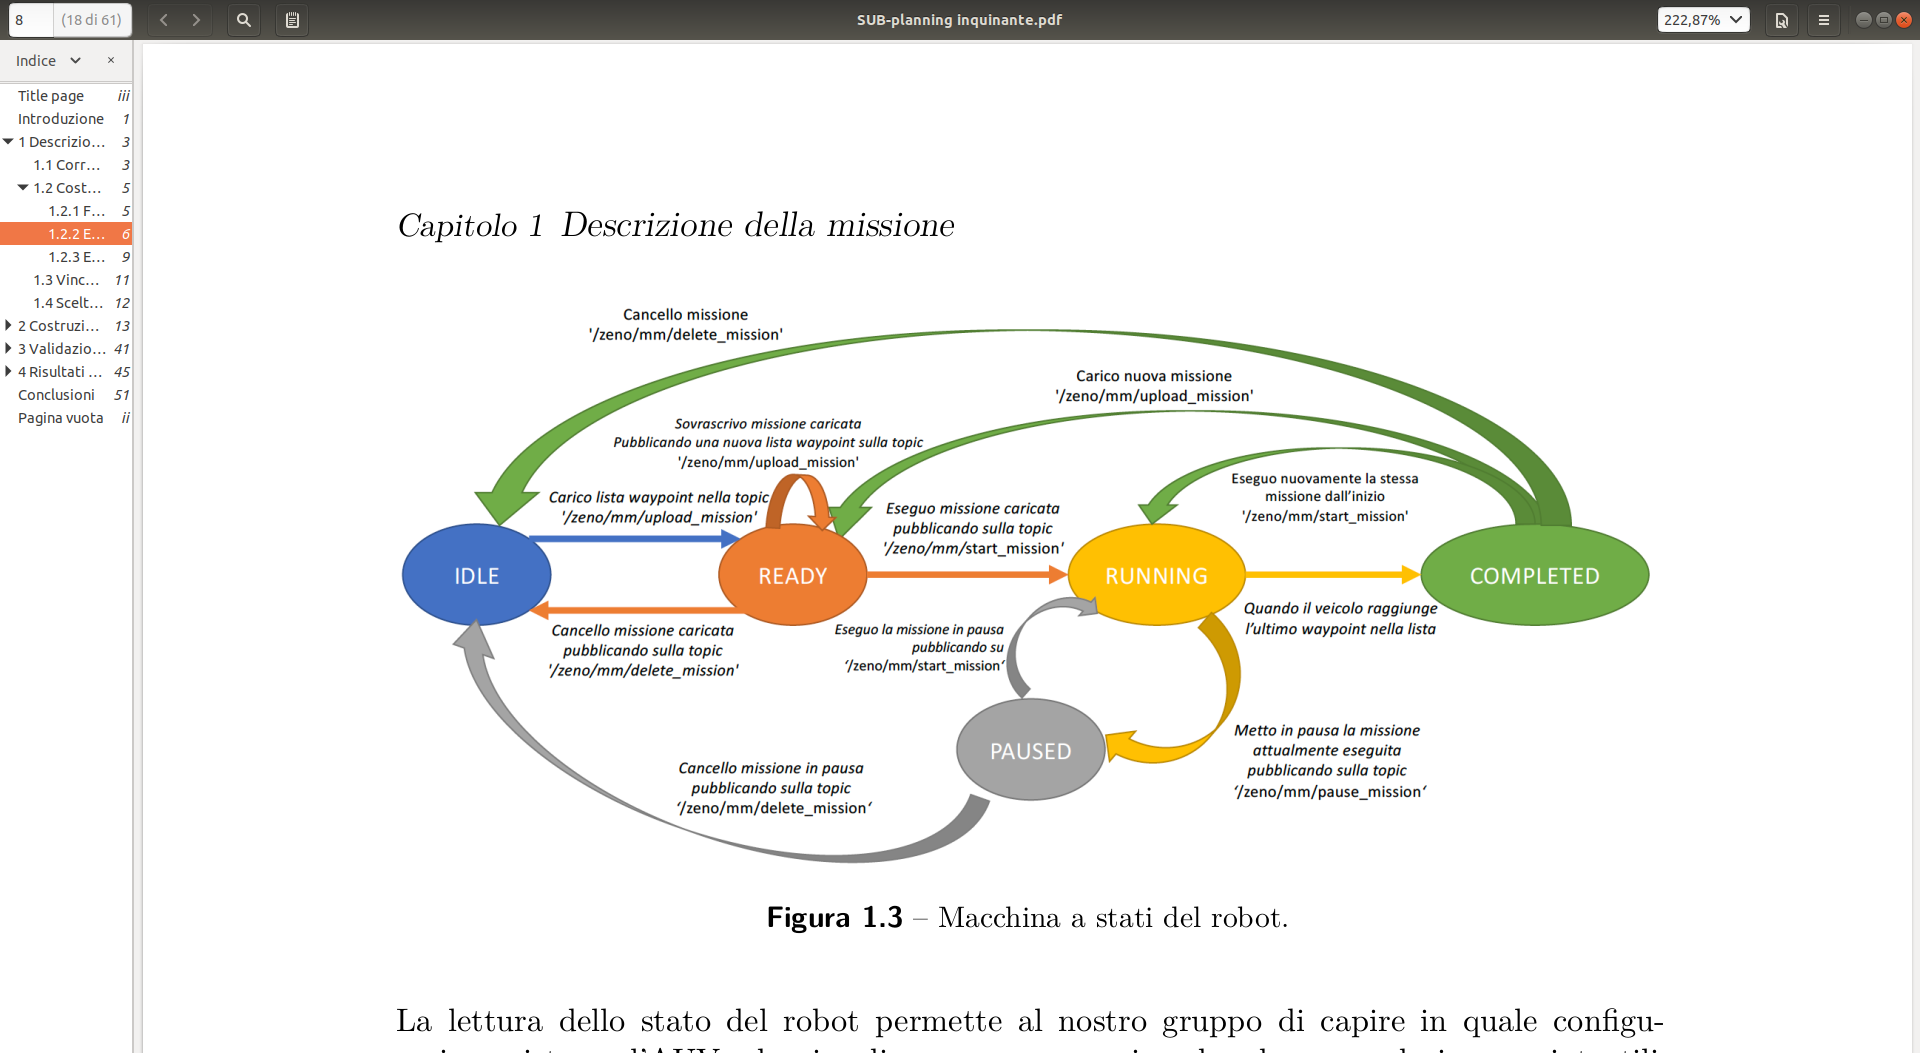 8 (18 di 61)
SUB-planning inquinante.pdf
222,87%
Indice
Title page iii
Introduzione 1
1 Descrizio... 3
1.1 Corr... 3
1.2 Cost... 5
1.2.1 F... 5
1.2.2 E... 6
1.2.3 E... 9
1.3 Vinc... 11
1.4 Scelt... 12
2 Costruzi... 13
3 Validazio... 41
4 Risultati ... 45
Conclusioni 51
Pagina vuota ii
Capitolo 1 Descrizione della missione
Cancello missione
'/zeno/mm/delete_mission'
Carico nuova missione
'/zeno/mm/upload_mission'
Sovrascrivo missione caricata
Pubblicando una nuova lista waypoint sulla topic
'/zeno/mm/upload_mission'
Eseguo nuovamente la stessa
missione dall'inizio
'/zeno/mm/start_mission'
Carico lista waypoint nella topic
'/zeno/mm/upload_mission'
Eseguo missione caricata
pubblicando sulla topic
'/zeno/mm/start_mission'
IDLE
READY
RUNNING
COMPLETED
Cancello missione caricata
pubblicando sulla topic
'/zeno/mm/delete_mission'
Eseguo la missione in pausa
pubblicando su
‘/zeno/mm/start_mission‘
Quando il veicolo raggiunge
l’ultimo waypoint nella lista
PAUSED
Metto in pausa la missione
attualmente eseguita
pubblicando sulla topic
‘/zeno/mm/pause_mission‘
Cancello missione in pausa
pubblicando sulla topic
‘/zeno/mm/delete_mission‘
Figura 1.3 – Macchina a stati del robot.
La lettura dello stato del robot permette al nostro gruppo di capire in quale configu-